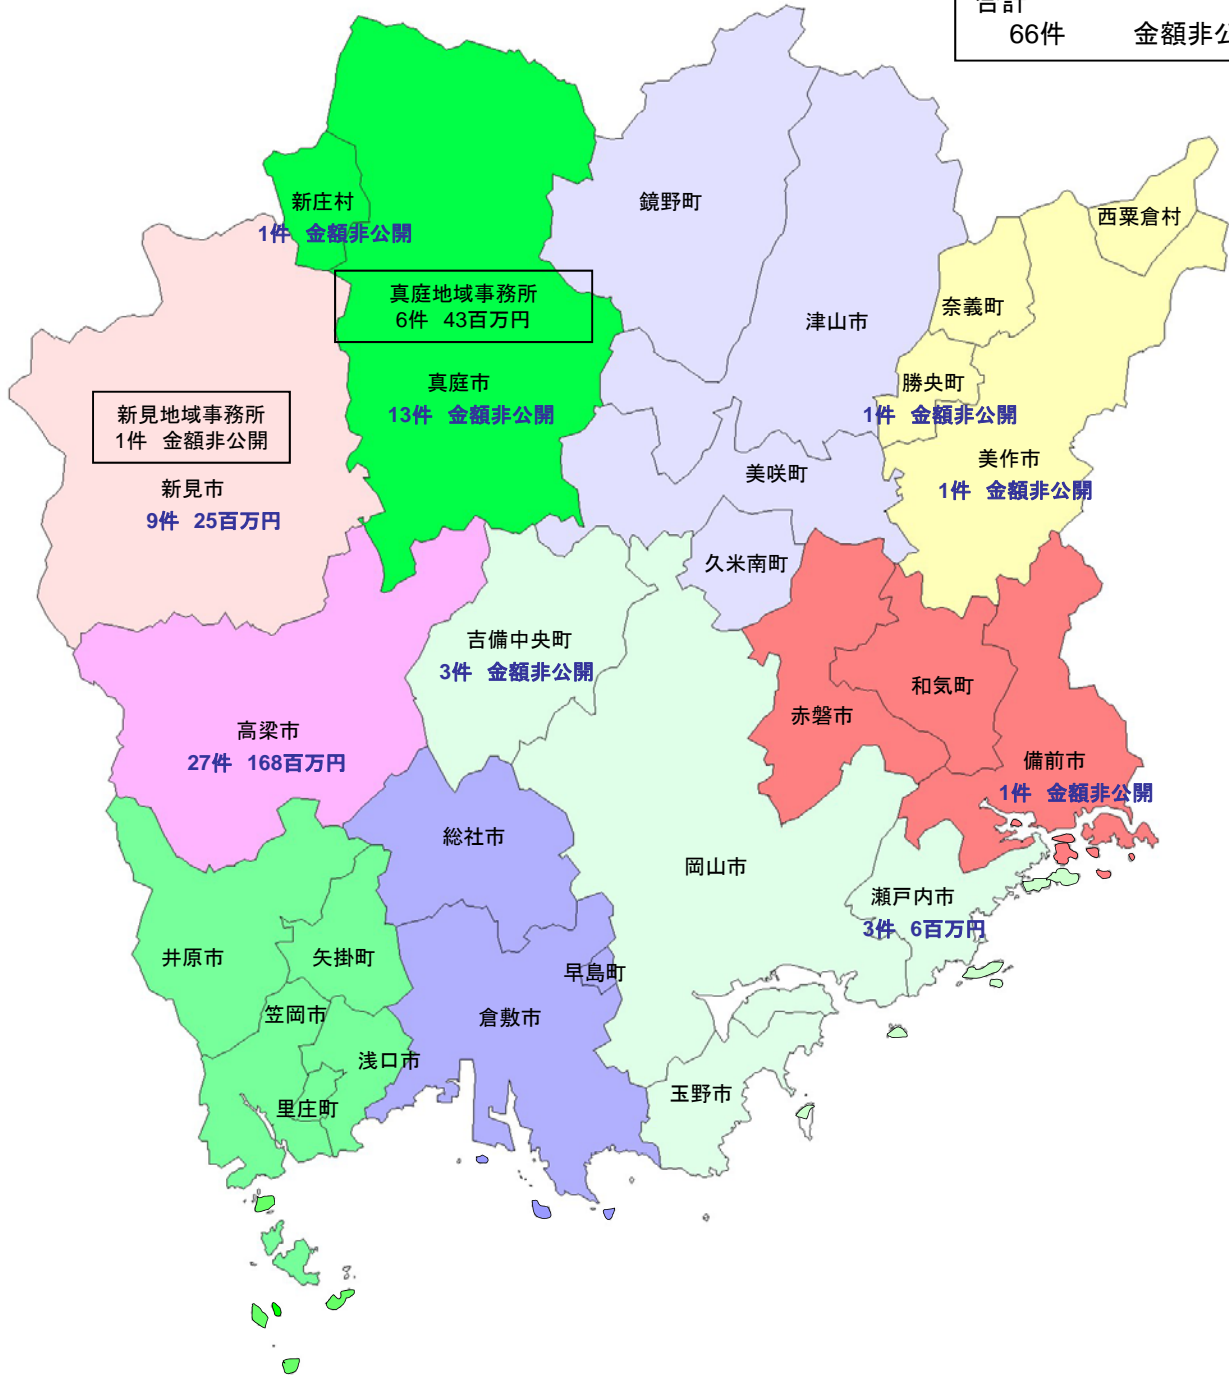 合計
66件 金額非公
鏡野町
西粟倉村
新庄村
1件 金額非公開
真庭地域事務所
6件 43百万円
奈義町
津山市
真庭市
13件 金額非公開
勝央町
1件 金額非公開
新見地域事務所
1件 金額非公開
美作市
1件 金額非公開
美咲町
新見市
9件 25百万円
久米南町
吉備中央町
3件 金額非公開
和気町
赤磐市
高梁市
27件 168百万円
備前市
1件 金額非公開
総社市
岡山市
瀬戸内市
3件 6百万円
井原市
矢掛町
早島町
笠岡市
倉敷市
浅口市
里庄町
玉野市